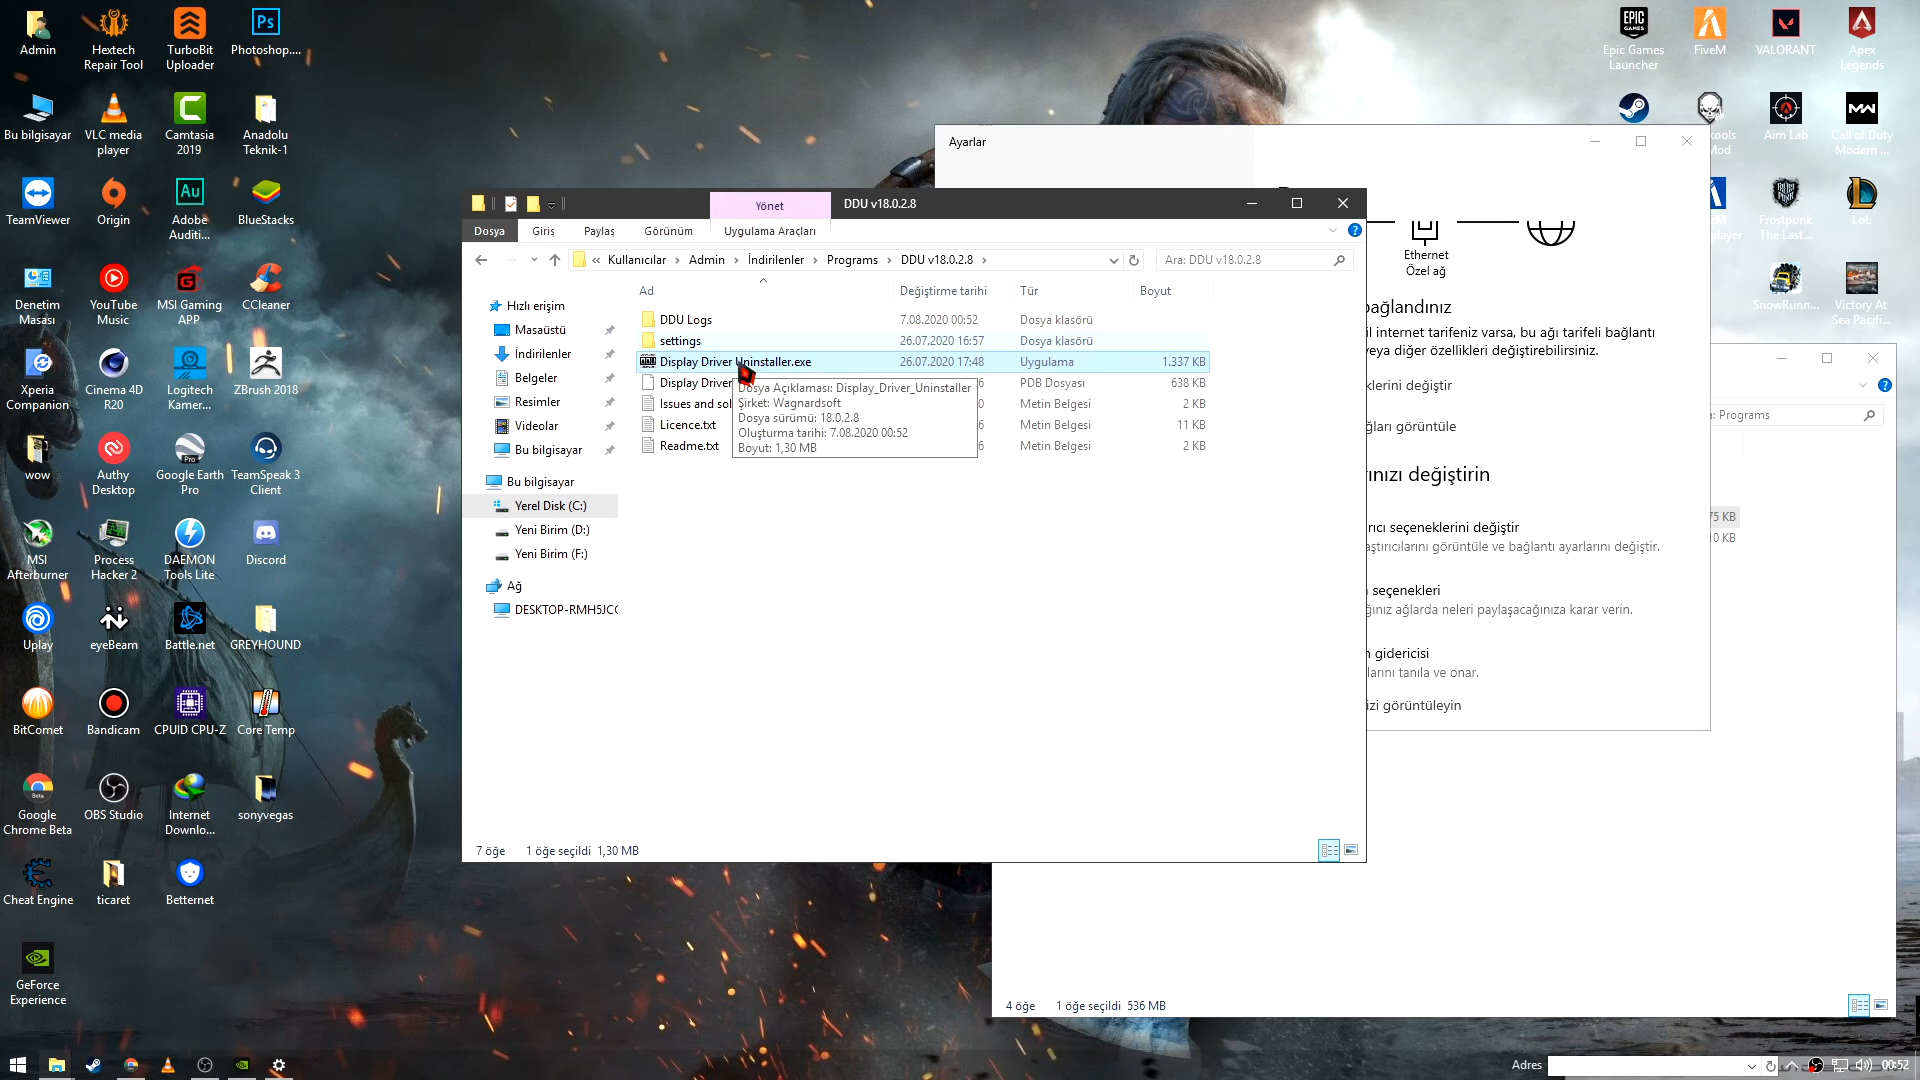 Admin
Hextech
Repair Tool
TurboBit
Uploader
Photoshop....
Bu bilgisayar
VLC media
player
Camtasia
2019
Anadolu
Teknik-1
TeamViewer
Origin
Adobe
Auditi...
BlueStacks
Denetim
Masası
YouTube
Music
MSI Gaming
APP
CCleaner
Xperia
Companion
Cinema 4D
R20
Logitech
Kamer...
ZBrush 2018
wow
Authy
Desktop
Google Earth
Pro
TeamSpeak 3
Client
MSI
Afterburner
Process
Hacker 2
DAEMON
Tools Lite
Discord
Uplay
eyeBeam
Battle.net
GREYHOUND
BitComet
Bandicam
CPUID CPU-Z
Core Temp
Google
Chrome Beta
OBS Studio
Internet
Downlo...
sonyvegas
Cheat Engine
ticaret
Betternet
GeForce
Experience
Epic Games
Launcher
FiveM
VALORANT
Apex
Legends
Aim Lab
Call of Duty
Modern ...
Frostpunk
The Last...
LoL
SnowRunn...
Victory At
Sea Pacifi...
Ayarlar
Ethernet
Özel ağ
bağlandınız
il internet tarifeniz varsa, bu ağı tarifeli bağlantı
veya diğer özellikleri değiştirebilirsiniz.
klerini değiştir
ğları görüntüle
rınızı değiştirin
rıcı seçeneklerini değiştir
aştırıcılarını görüntüle ve bağlantı ayarlarını değiştir.
seçenekleri
ğınız ağlarda neleri paylaşacağınıza karar verin.
gidericisi
larını tanıla ve onar.
izi görüntüleyin
Yönet
DDU v18.0.2.8
Dosya
Giriş
Paylaş
Görünüm
Uygulama Araçları
« Kullanıcılar > Admin > İndirilenler > Programs > DDU v18.0.2.8 >
Ara: DDU v18.0.2.8
Hızlı erişim
Masaüstü
İndirilenler
Belgeler
Resimler
Videolar
Bu bilgisayar
Bu bilgisayar
Yerel Disk (C:)
Yeni Birim (D:)
Yeni Birim (F:)
Ağ
DESKTOP-RMH5JC
Ad Değiştirme tarihi Tür Boyut
DDU Logs 7.08.2020 00:52 Dosya klasörü
settings 26.07.2020 16:57 Dosya klasörü
Display Driver Uninstaller.exe 26.07.2020 17:48 Uygulama 1.337 KB
Display Driver 6 PDB Dosyası 638 KB
Issues and sol 0 Metin Belgesi 2 KB
Licence.txt 6 Metin Belgesi 11 KB
Readme.txt 6 Metin Belgesi 2 KB
Dosya Açıklaması: Display_Driver_Uninstaller
Şirket: Wagnardsoft
Dosya sürümü: 18.0.2.8
Oluşturma tarihi: 7.08.2020 00:52
Boyut: 1,30 MB
7 öğe 1 öğe seçildi 1,30 MB
a: Programs
75 KB
10 KB
4 öğe 1 öğe seçildi 536 MB
Adres
00:52